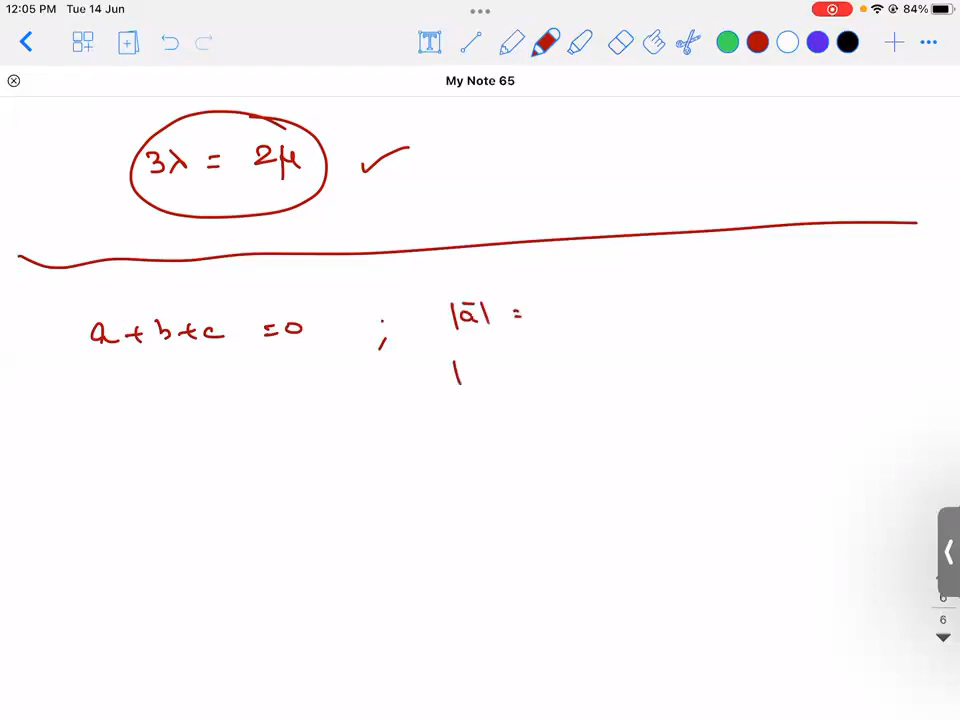 12:05 PM Tue 14 Jun
84%
My Note 65
3λ = 2μ ✓
a + b + c = 0 ; |ā| =
|
6
6